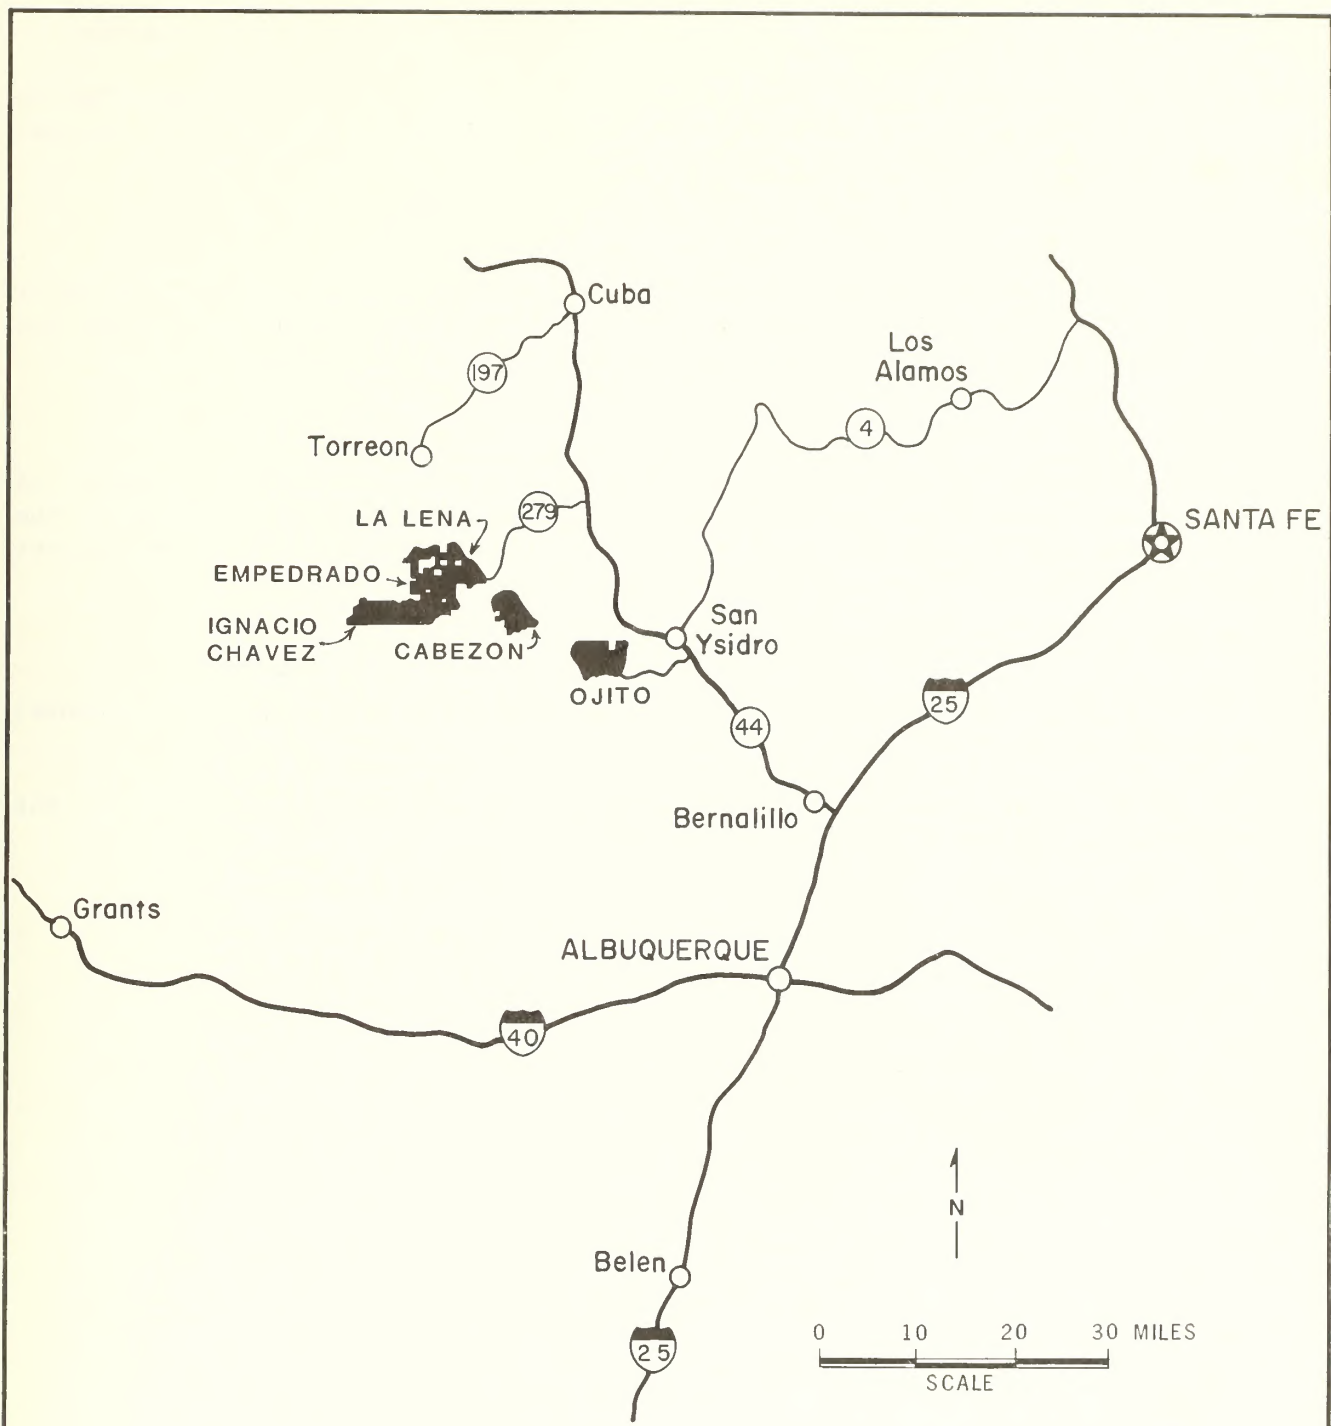 Cuba
197
Los
Alamos
4
Torreon
279
LA LENA
SANTA FE
EMPEDRADO
IGNACIO
CHAVEZ
CABEZON
San
Ysidro
OJITO
25
44
Bernalillo
Grants
ALBUQUERQUE
40
N
Belen
25
0 10 20 30 MILES
SCALE